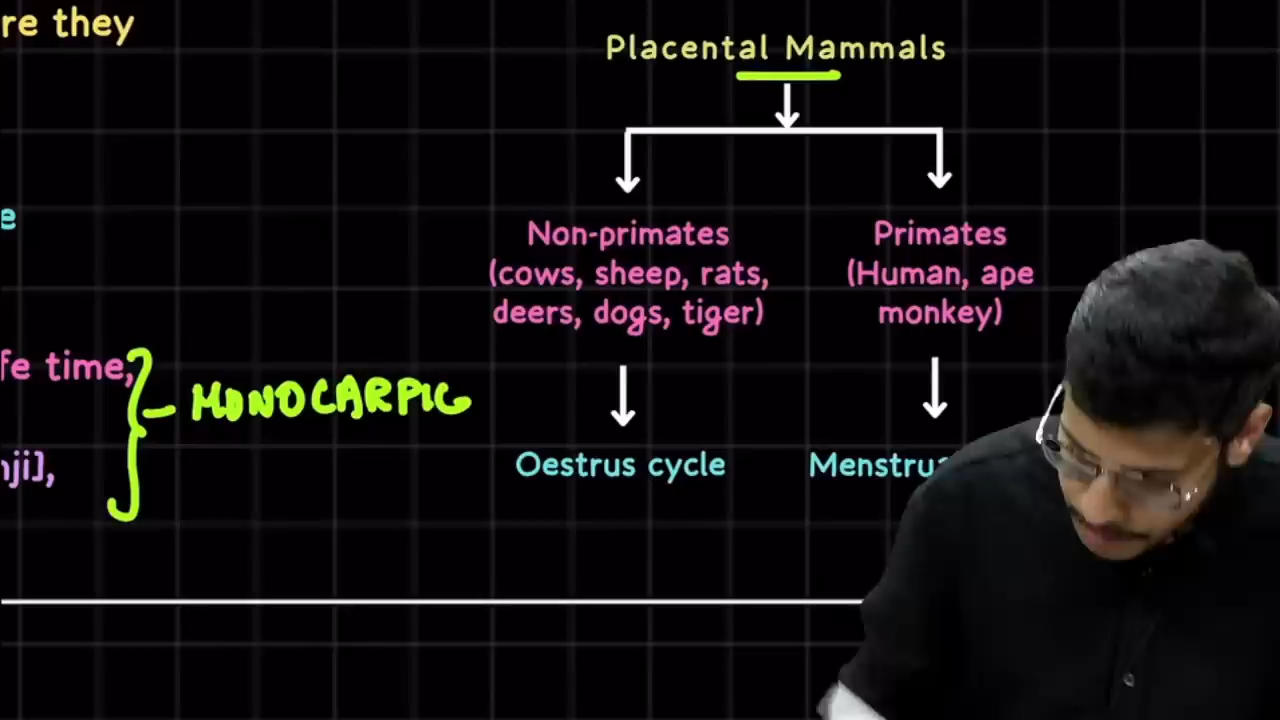 re they
Placental Mammals
e
Non-primates
(cows, sheep, rats,
deers, dogs, tiger)
Primates
(Human, ape
monkey)
fe time,
- MONOCARPIC
nji],
Oestrus cycle
Menstrua